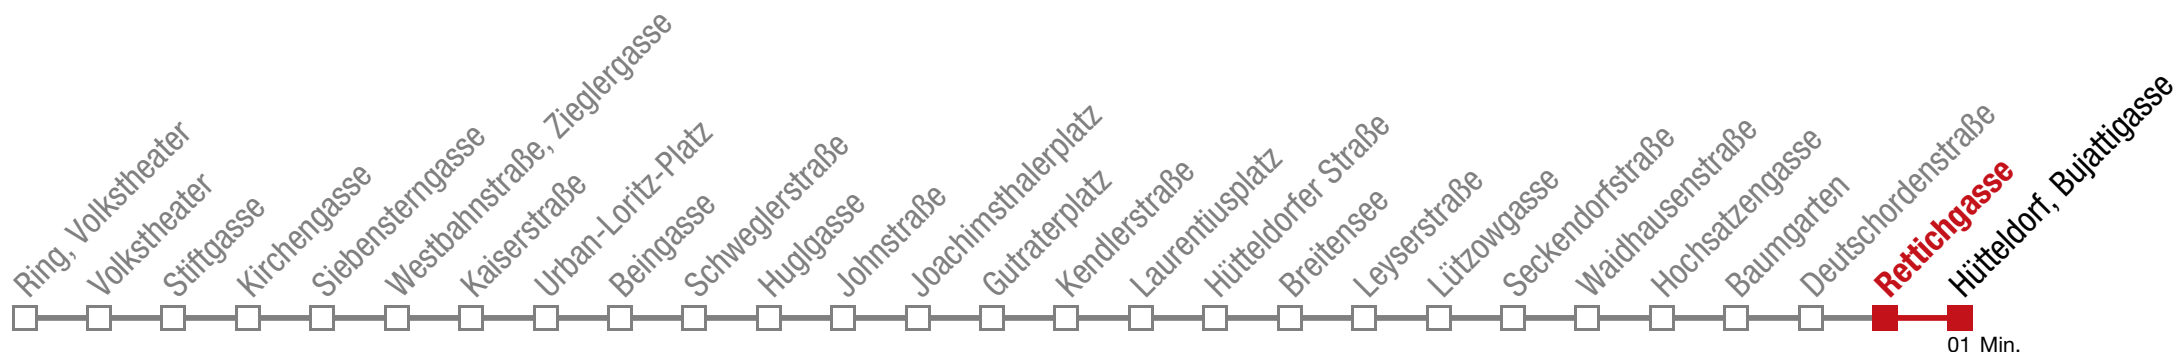 Ring, Volkstheater
Volkstheater
Stiftgasse
Kirchengasse
Siebensterngasse
Westbahnstraße, Zieglergasse
Kaiserstraße
Urban-Loritz-Platz
Beingasse
Schweglerstraße
Huglgasse
Johnstraße
Joachimsthalerplatz
Gutraterplatz
Kendlerstraße
Laurentiusplatz
Hütteldorfer Straße
Breitensee
Leyserstraße
Lützowgasse
Seckendorfstraße
Waidhausenstraße
Hochsatzengasse
Baumgarten
Deutschordenstraße
Rettichgasse
Hütteldorf, Bujattigasse
01 Min.